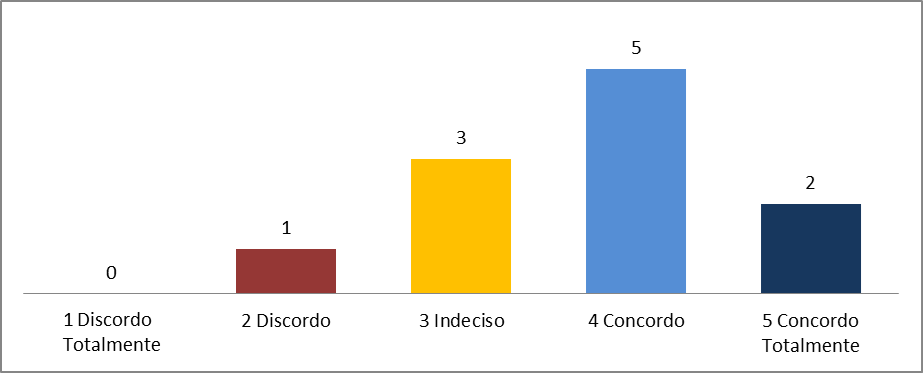 5
3
2
1
0
1 Discordo
Totalmente
2 Discordo
3 Indeciso
4 Concordo
5 Concordo
Totalmente